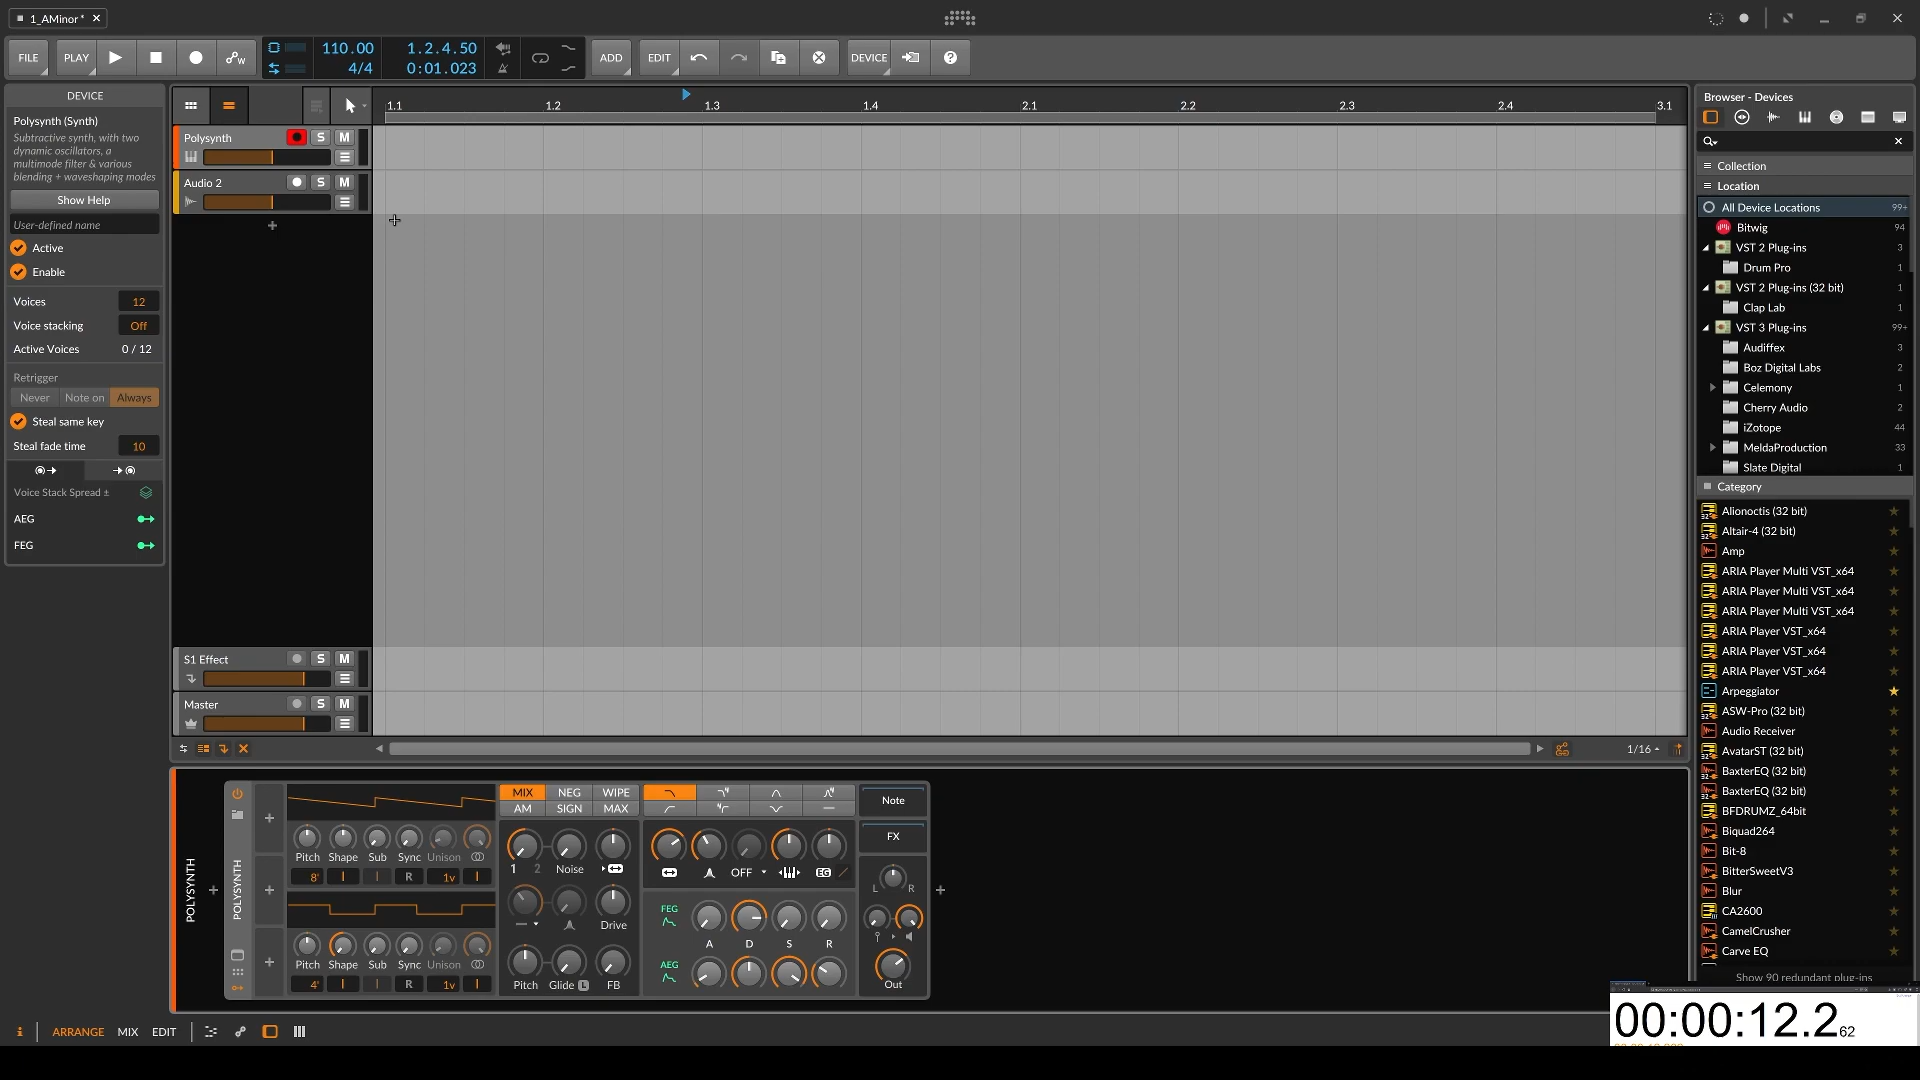 1_AMinor *
FILE
PLAY
110.00
4/4
1.2.4.50
0:01.023
ADD
EDIT
DEVICE
DEVICE
Polysynth (Synth)
Subtractive synth, with two
dynamic oscillators, a
multimode filter & various
blending + waveshaping modes
Show Help
User-defined name
Active
Enable
Voices 12
Voice stacking Off
Active Voices 0 / 12
Retrigger
Never Note on Always
Steal same key
Steal fade time 10
Voice Stack Spread ±
AEG
FEG
1.1 1.2 1.3 1.4 2.1 2.2 2.3 2.4 3.1
Polysynth S M
Audio 2 S M
S1 Effect S M
Master S M
1/16
POLYSYNTH
POLYSYNTH
Pitch Shape Sub Sync Unison
8' R 1v
Pitch Shape Sub Sync Unison
4' R 1v
MIX NEG WIPE
AM SIGN MAX
1 2 Noise
Drive
Pitch Glide L FB
OFF EG
FEG
A D S R
AEG
Note
FX
L R
Out
ARRANGE MIX EDIT
Browser - Devices
Collection
Location
All Device Locations 99+
Bitwig 94
VST 2 Plug-ins 3
Drum Pro 1
VST 2 Plug-ins (32 bit) 1
Clap Lab 1
VST 3 Plug-ins 99+
Audiffex 3
Boz Digital Labs 2
Celemony 1
Cherry Audio 2
iZotope 44
MeldaProduction 33
Slate Digital 1
Category
Alionoctis (32 bit)
Altair-4 (32 bit)
Amp
ARIA Player Multi VST_x64
ARIA Player Multi VST_x64
ARIA Player Multi VST_x64
ARIA Player VST_x64
ARIA Player VST_x64
ARIA Player VST_x64
Arpeggiator
ASW-Pro (32 bit)
Audio Receiver
AvatarST (32 bit)
BaxterEQ (32 bit)
BaxterEQ (32 bit)
BFDRUMZ_64bit
Biquad264
Bit-8
BitterSweetV3
Blur
CA2600
CamelCrusher
Carve EQ
Show 90 redundant plug-ins
00:00:12.262